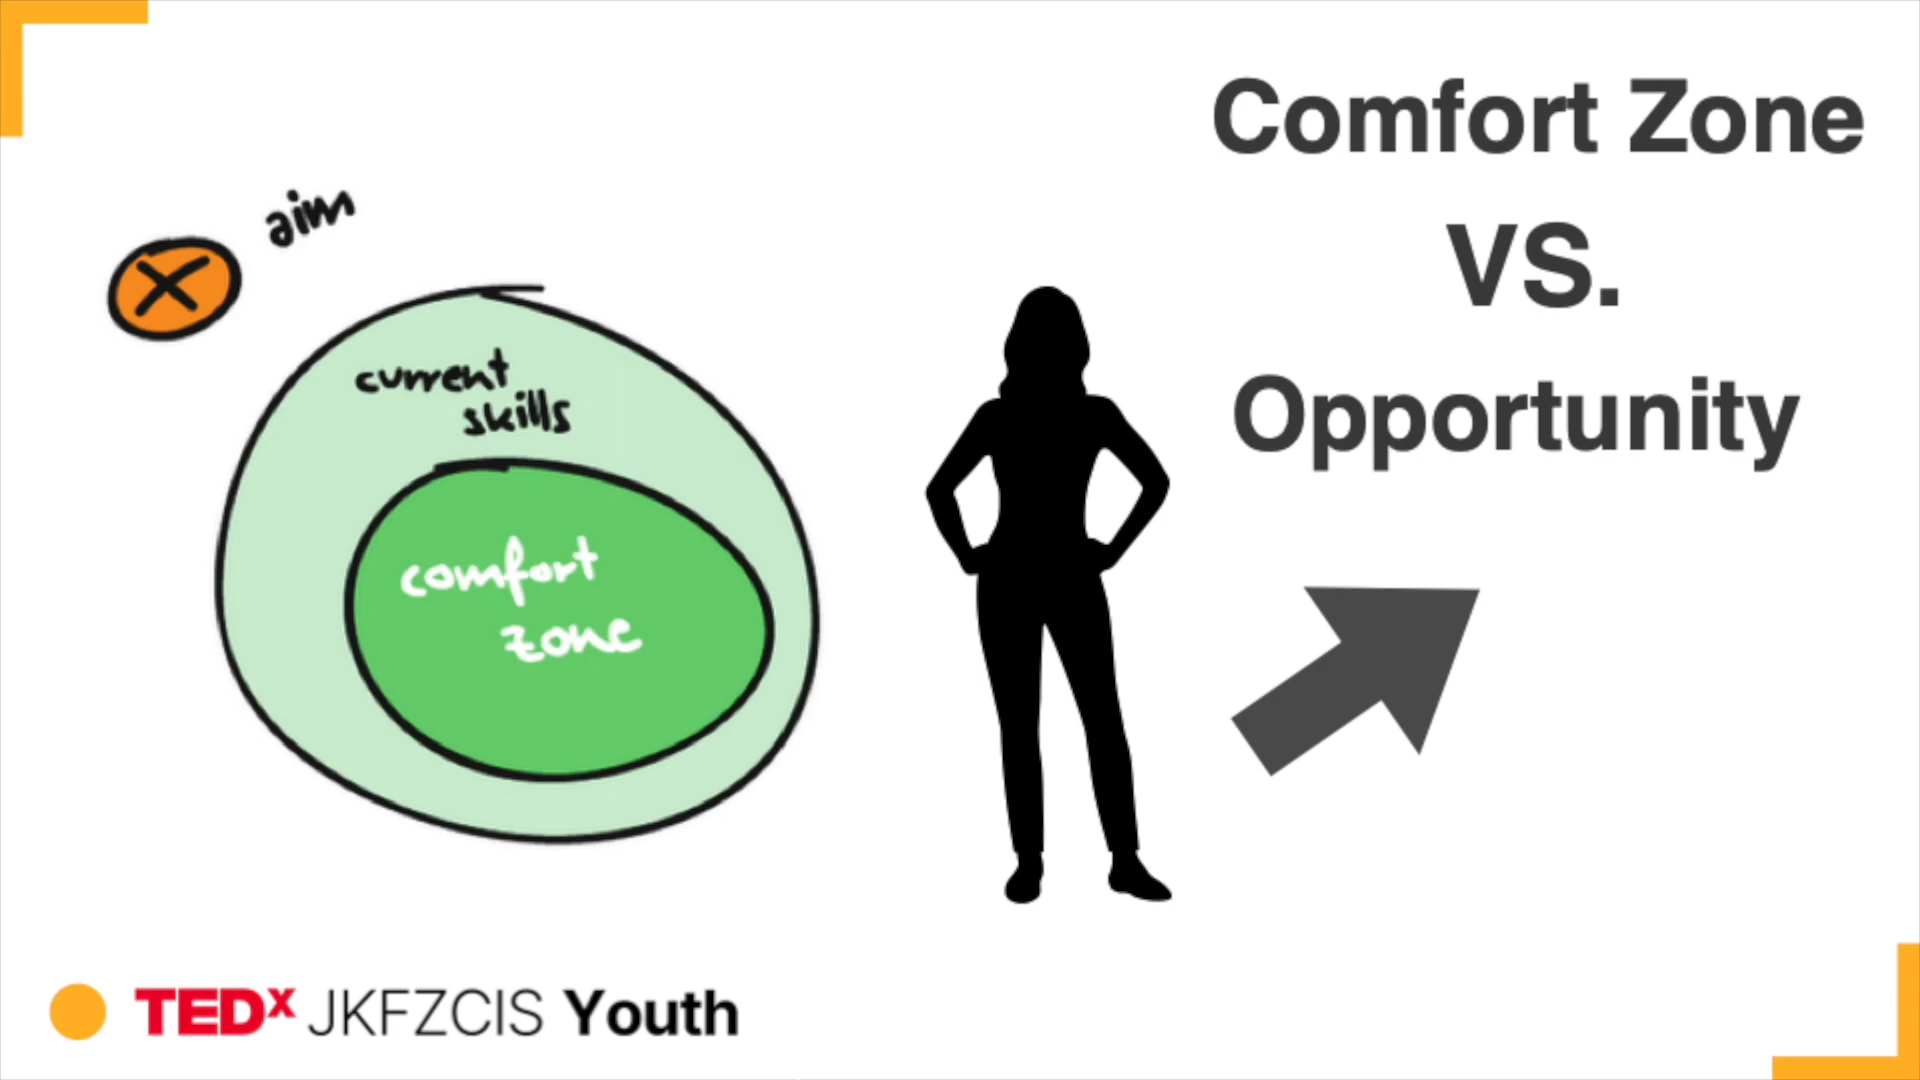 Comfort Zone
VS.
Opportunity
aim
current
skills
comfort
zone
TEDx JKFZCIS Youth